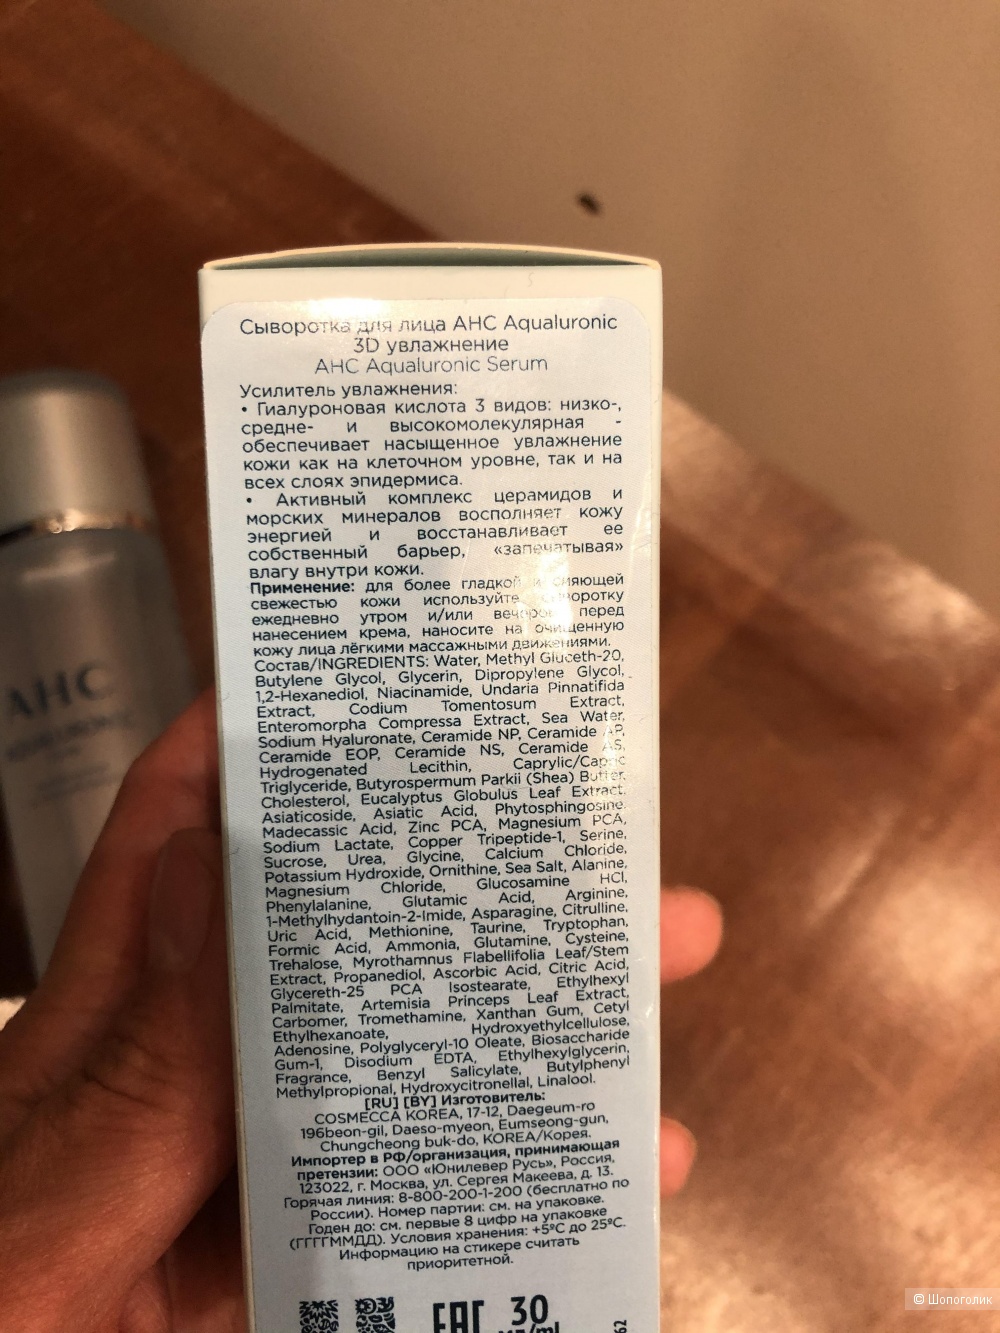 Сыворотка для лица AHC Aqualuronic
3D увлажнение
AHC Aqualuronic Serum
Усилитель увлажнения:
• Гиалуроновая кислота 3 видов: низко-,
средне- и высокомолекулярная -
обеспечивает насыщенное увлажнение
кожи как на клеточном уровне, так и на
всех слоях эпидермиса.
• Активный комплекс церамидов и
морских минералов восполняет кожу
энергией и восстанавливает ее
собственный барьер, «запечатывая»
влагу внутри кожи.
Применение: для более гладкой и сияющей
свежестью кожи используйте сыворотку
ежедневно утром и/или вечером перед
нанесением крема, наносите на очищенную
кожу лица лёгкими массажными движениями.
Состав/INGREDIENTS: Water, Methyl Gluceth-20,
Butylene Glycol, Glycerin, Dipropylene Glycol,
1,2-Hexanediol, Niacinamide, Undaria Pinnatifida
Extract, Codium Tomentosum Extract,
Enteromorpha Compressa Extract, Sea Water,
Sodium Hyaluronate, Ceramide NP, Ceramide AP,
Ceramide EOP, Ceramide NS, Ceramide AS,
Hydrogenated Lecithin, Caprylic/Capric
Triglyceride, Butyrospermum Parkii (Shea) Butter,
Cholesterol, Eucalyptus Globulus Leaf Extract,
Asiaticoside, Asiatic Acid, Phytosphingosine,
Madecassic Acid, Zinc PCA, Magnesium PCA,
Sodium Lactate, Copper Tripeptide-1, Serine,
Sucrose, Urea, Glycine, Calcium Chloride,
Potassium Hydroxide, Ornithine, Sea Salt, Alanine,
Magnesium Chloride, Glucosamine HCl,
Phenylalanine, Glutamic Acid, Arginine,
1-Methylhydantoin-2-Imide, Asparagine, Citrulline,
Uric Acid, Methionine, Taurine, Tryptophan,
Formic Acid, Ammonia, Glutamine, Cysteine,
Trehalose, Myrothamnus Flabellifolia Leaf/Stem
Extract, Propanediol, Ascorbic Acid, Citric Acid,
Glycereth-25 PCA Isostearate, Ethylhexyl
Palmitate, Artemisia Princeps Leaf Extract,
Carbomer, Tromethamine, Xanthan Gum, Cetyl
Ethylhexanoate, Hydroxyethylcellulose,
Adenosine, Polyglyceryl-10 Oleate, Biosaccharide
Gum-1, Disodium EDTA, Ethylhexylglycerin,
Fragrance, Benzyl Salicylate, Butylphenyl
Methylpropional, Hydroxycitronellal, Linalool.
[RU] [BY] Изготовитель:
COSMECCA KOREA, 17-12, Daegeum-ro
196beon-gil, Daeso-myeon, Eumseong-gun,
Chungcheong buk-do, KOREA/Корея.
Импортер в РФ/организация, принимающая
претензии: ООО «Юнилевер Русь», Россия,
123022, г. Москва, ул. Сергея Макеева, д. 13.
Горячая линия: 8-800-200-1-200 (бесплатно по
России). Номер партии: см. на упаковке.
Годен до: см. первые 8 цифр на упаковке
(ГГГГММДД). Условия хранения: +5ºC до 25ºC.
Информацию на стикере считать
приоритетной.
EAC 30
62
AHC
© Шопоголик